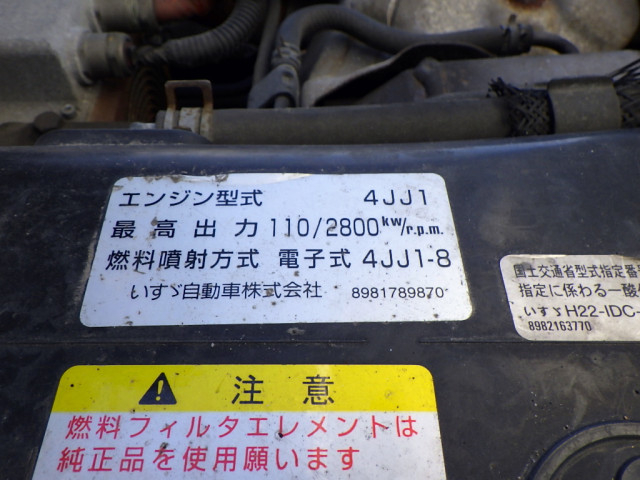 エンジン型式 4JJ1
最高出力 110/2800kw/r.p.m.
燃料噴射方式 電子式 4JJ1-8
いすゞ自動車株式会社 8981789870-
国土交通省型式指定番
指定に係わる一酸
いすゞH22-IDC-
8982163770
注意
燃料フィルタエレメントは
純正品を使用願います